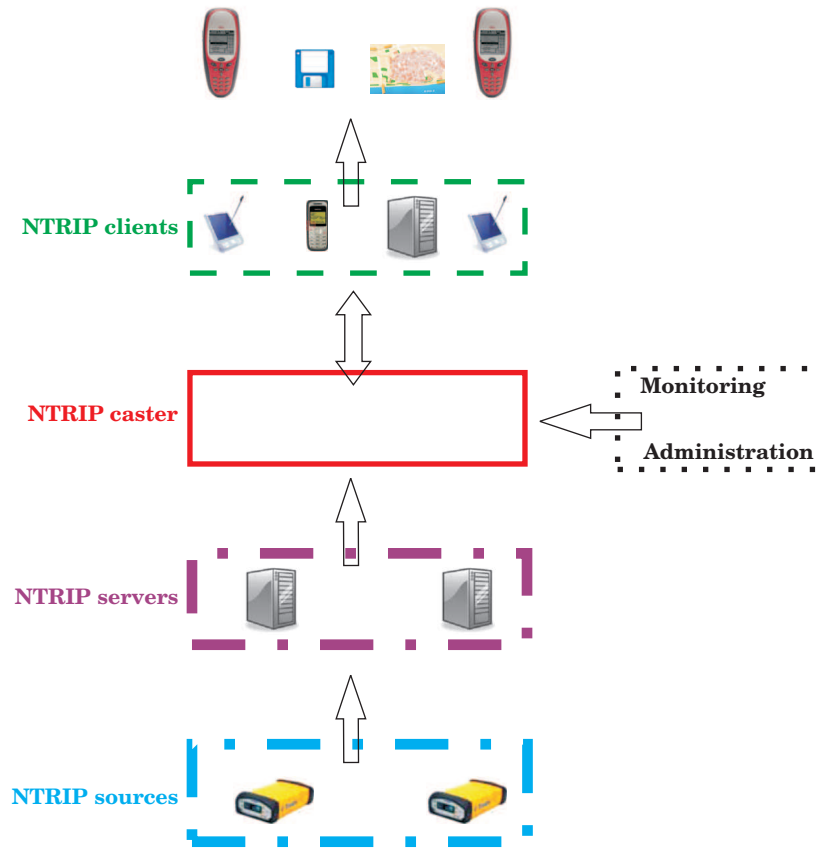 NTRIP clients
NTRIP caster
Monitoring
Administration
NTRIP servers
NTRIP sources